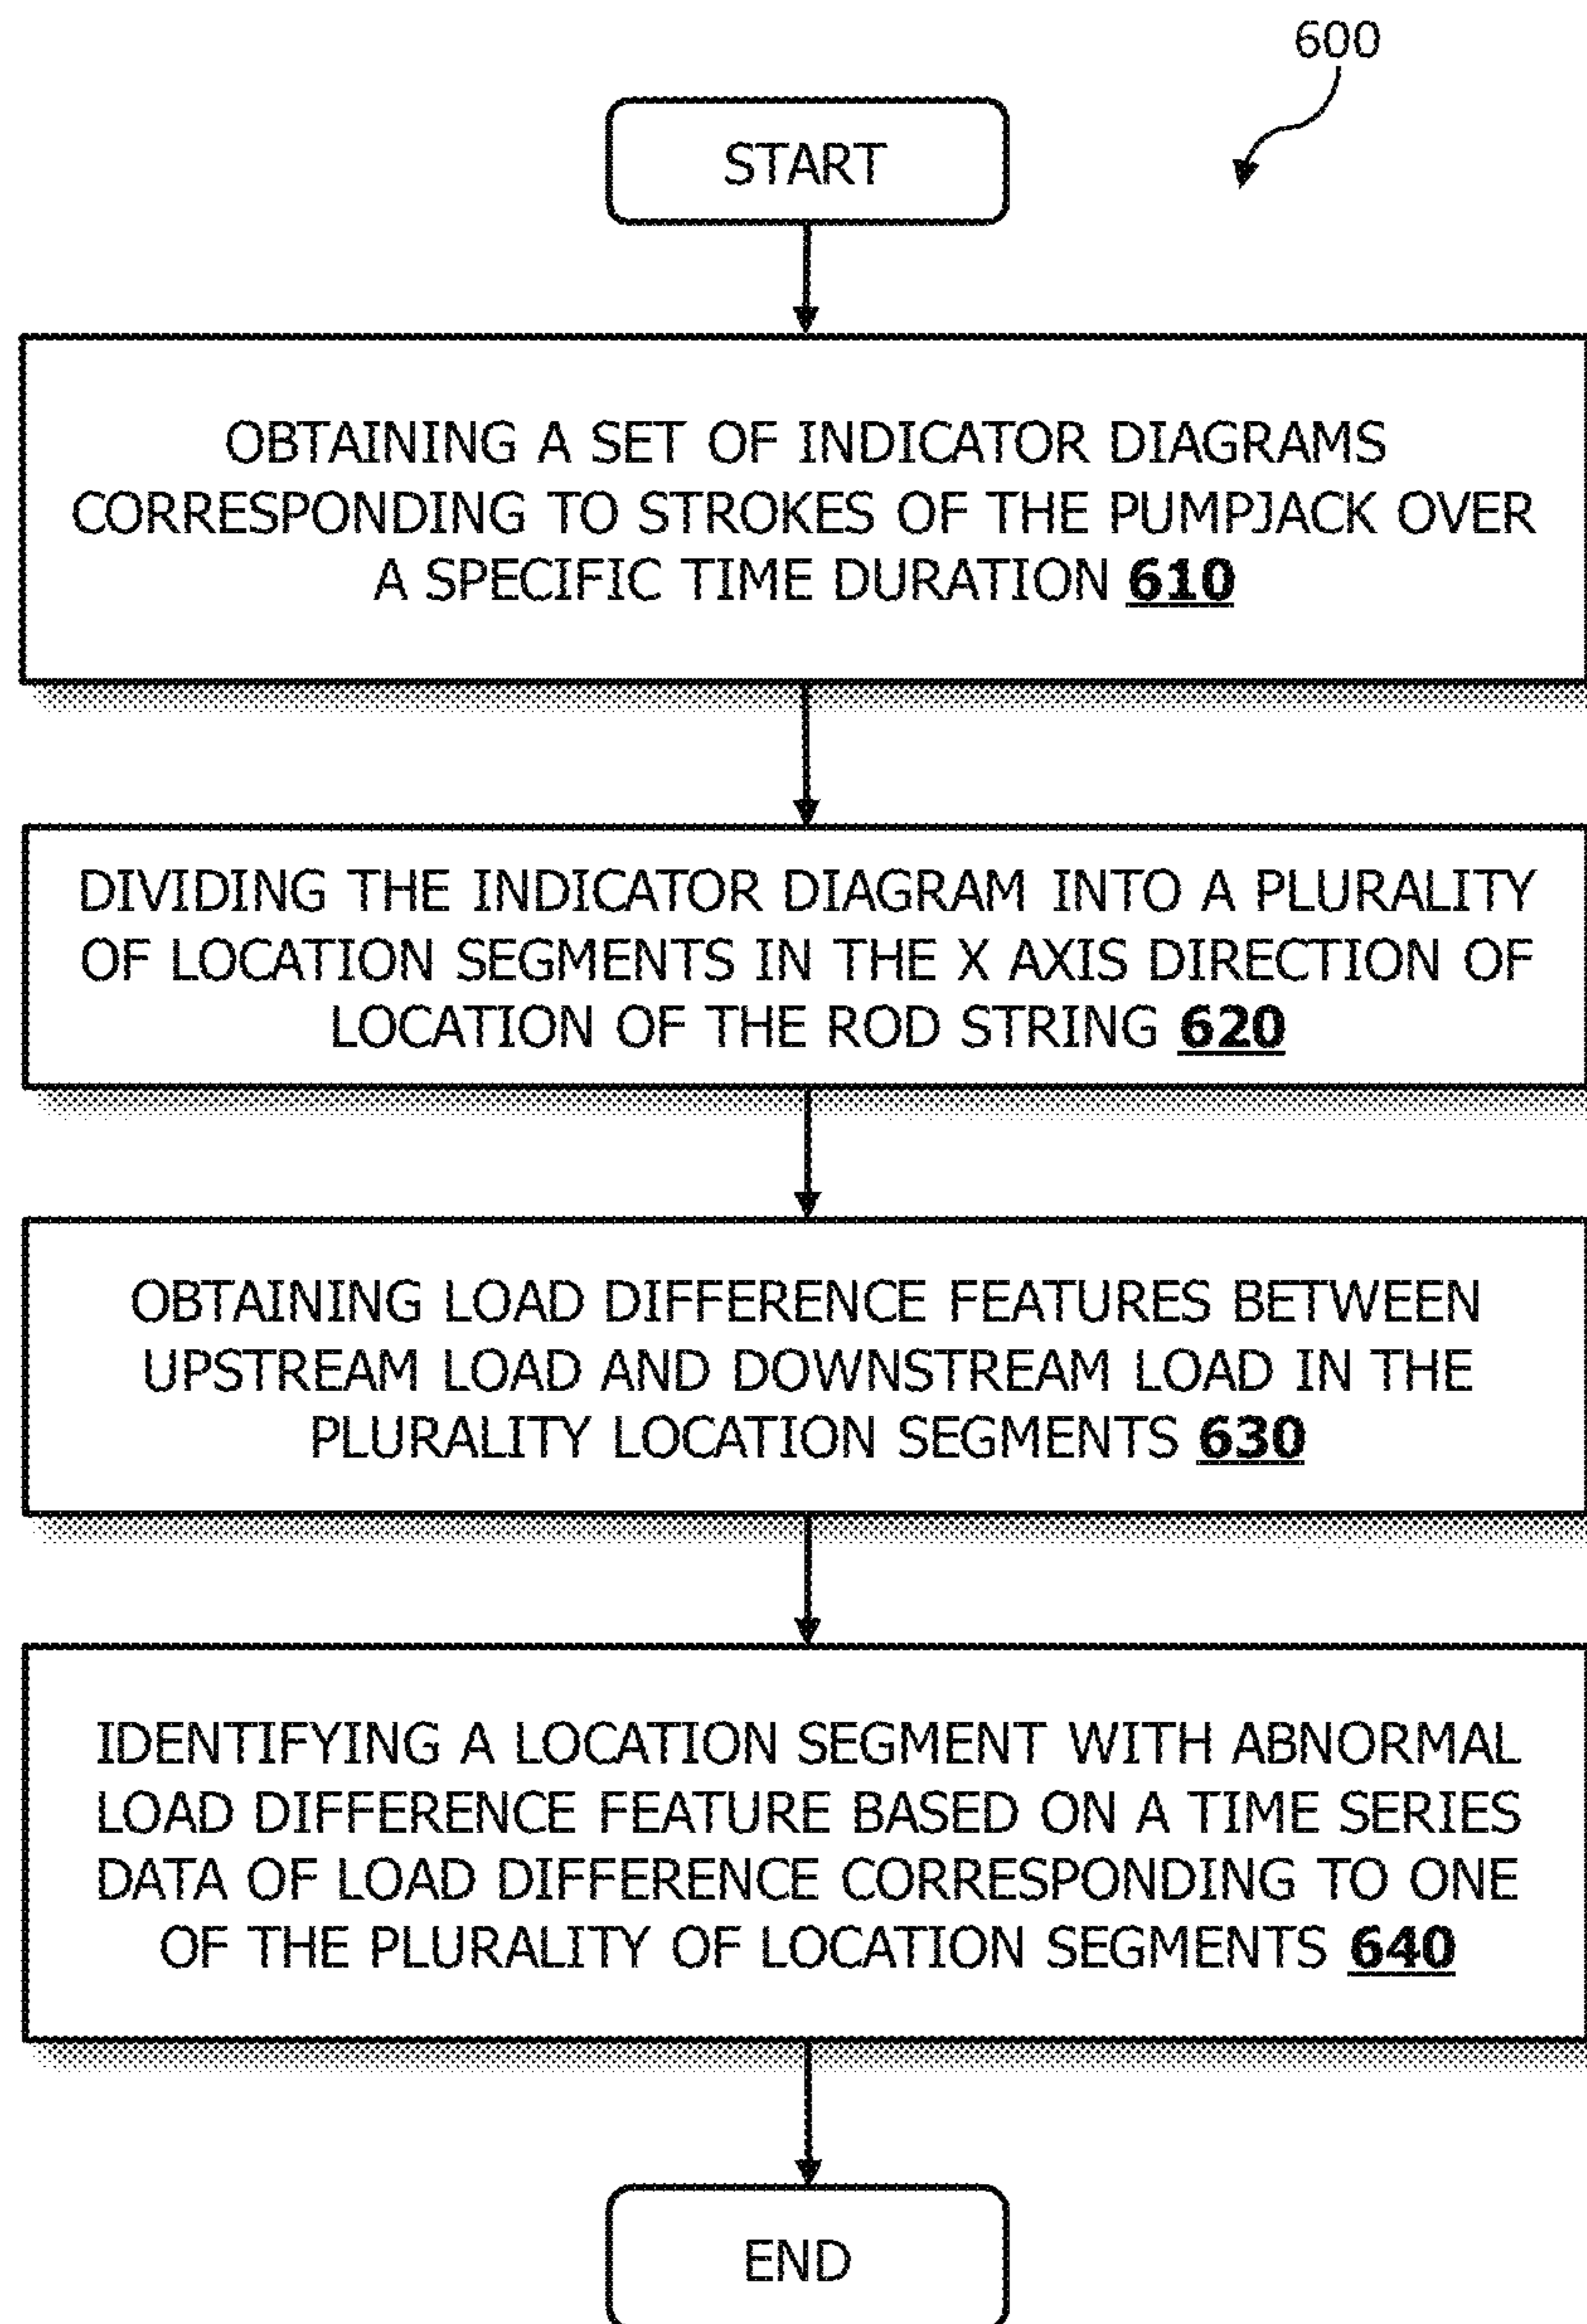 600
START
OBTAINING A SET OF INDICATOR DIAGRAMS
CORRESPONDING TO STROKES OF THE PUMPJACK OVER
A SPECIFIC TIME DURATION 610
DIVIDING THE INDICATOR DIAGRAM INTO A PLURALITY
OF LOCATION SEGMENTS IN THE X AXIS DIRECTION OF
LOCATION OF THE ROD STRING 620
OBTAINING LOAD DIFFERENCE FEATURES BETWEEN
UPSTREAM LOAD AND DOWNSTREAM LOAD IN THE
PLURALITY LOCATION SEGMENTS 630
IDENTIFYING A LOCATION SEGMENT WITH ABNORMAL
LOAD DIFFERENCE FEATURE BASED ON A TIME SERIES
DATA OF LOAD DIFFERENCE CORRESPONDING TO ONE
OF THE PLURALITY OF LOCATION SEGMENTS 640
END